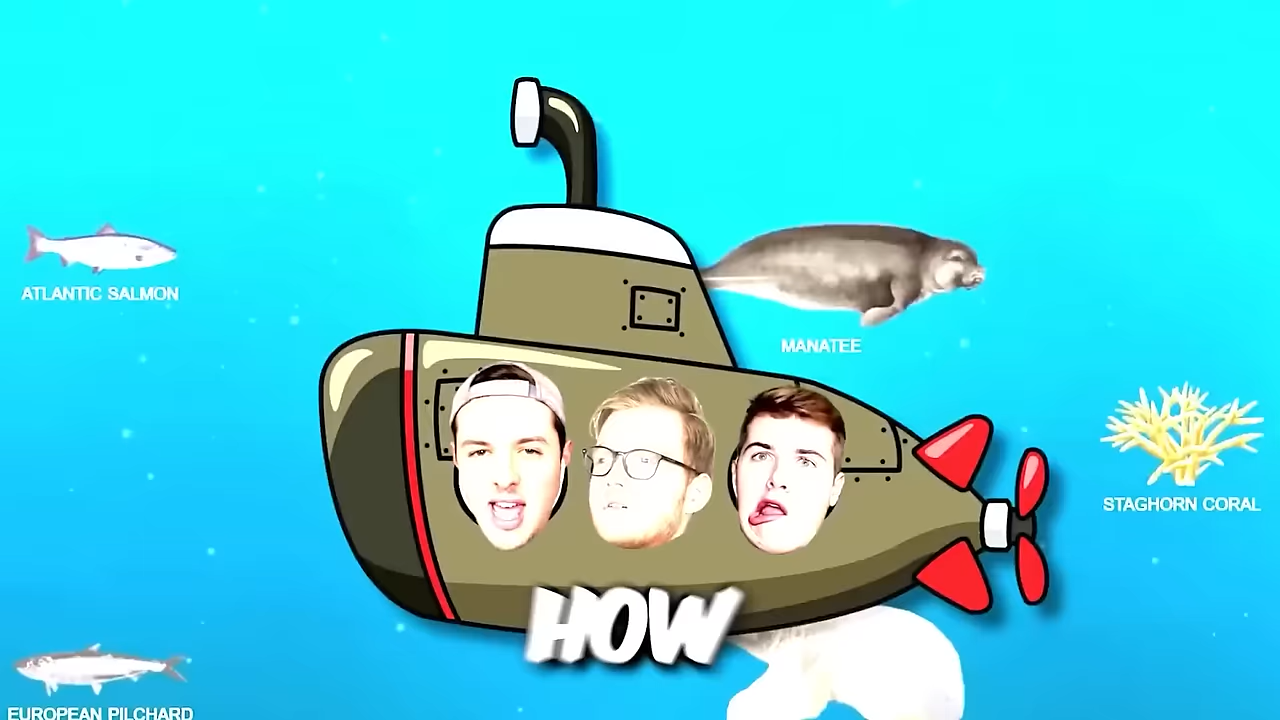 ATLANTIC SALMON
MANATEE
STAGHORN CORAL
HOW
EUROPEAN PILCHARD